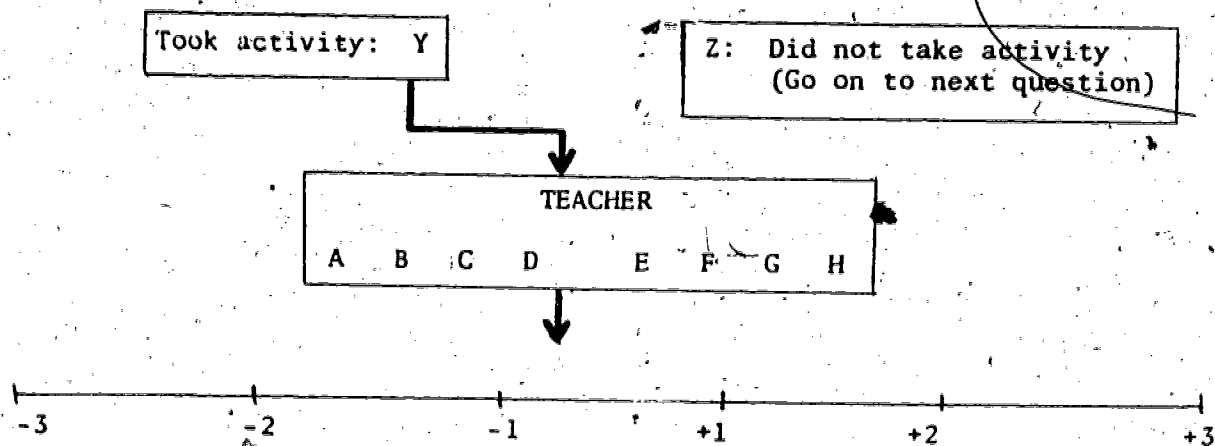 Took activity: Y
Z: Did not take activity
(Go on to next question)
TEACHER
A B C D E F G H
-3 -2 -1 +1 +2 +3